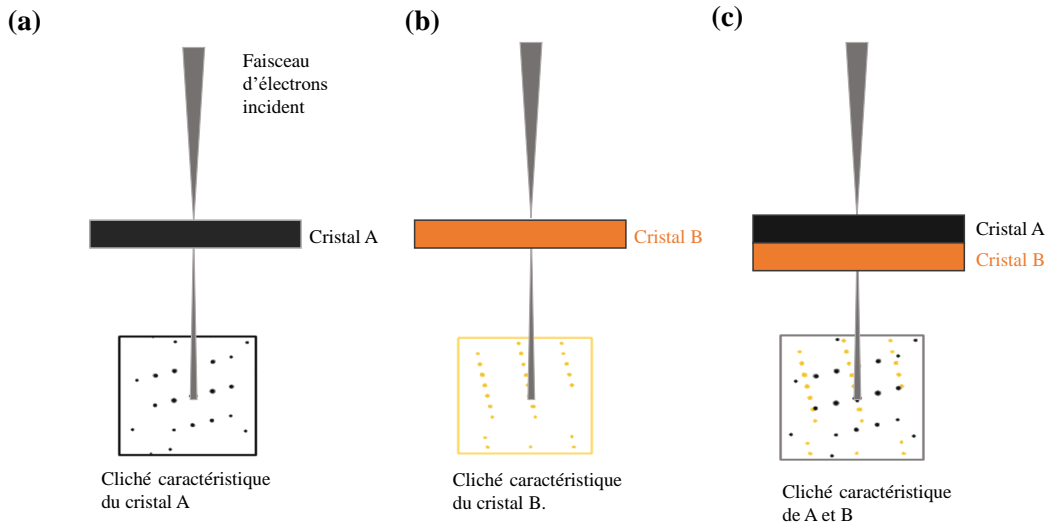 (a)
Faisceau
d’électrons
incident
Cristal A
Cliché caractéristique
du cristal A
(b)
Cristal B
Cliché caractéristique
du cristal B.
(c)
Cristal A
Cristal B
Cliché caractéristique
de A et B